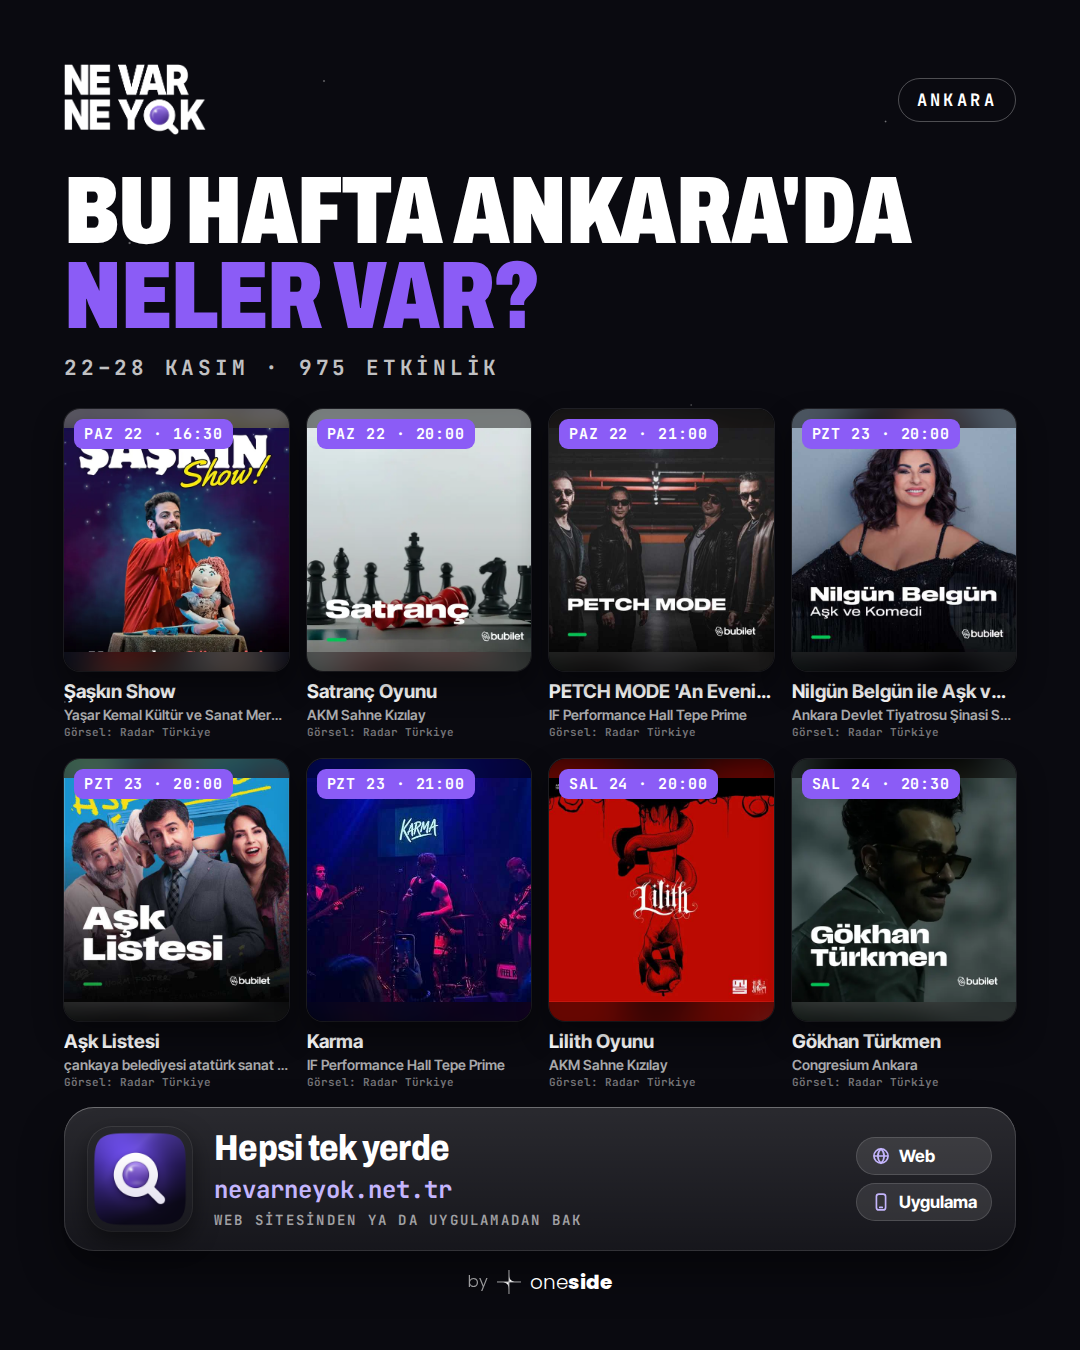 NE VAR
NE YOK
ANKARA
BU HAFTA ANKARA'DA
NELER VAR?
22–28 KASIM · 975 ETKİNLİK
PAZ 22 · 16:30
ŞAŞKIN
Show!
PAZ 22 · 20:00
Satranç
bubilet
PAZ 22 · 21:00
PETCH MODE
bubilet
PZT 23 · 20:00
Nilgün Belgün
Aşk ve Komedi
bubilet
Şaşkın Show
Yaşar Kemal Kültür ve Sanat Mer...
Görsel: Radar Türkiye
Satranç Oyunu
AKM Sahne Kızılay
Görsel: Radar Türkiye
PETCH MODE 'An Eveni...
IF Performance Hall Tepe Prime
Görsel: Radar Türkiye
Nilgün Belgün ile Aşk v...
Ankara Devlet Tiyatrosu Şinasi S...
Görsel: Radar Türkiye
PZT 23 · 20:00
Aşk
Listesi
bubilet
PZT 23 · 21:00
KARMA
SAL 24 · 20:00
Lilith
SAL 24 · 20:30
Gökhan
Türkmen
bubilet
Aşk Listesi
çankaya belediyesi atatürk sanat ...
Görsel: Radar Türkiye
Karma
IF Performance Hall Tepe Prime
Görsel: Radar Türkiye
Lilith Oyunu
AKM Sahne Kızılay
Görsel: Radar Türkiye
Gökhan Türkmen
Congresium Ankara
Görsel: Radar Türkiye
Hepsi tek yerde
nevarneyok.net.tr
WEB SİTESİNDEN YA DA UYGULAMADAN BAK
Web
Uygulama
by oneside